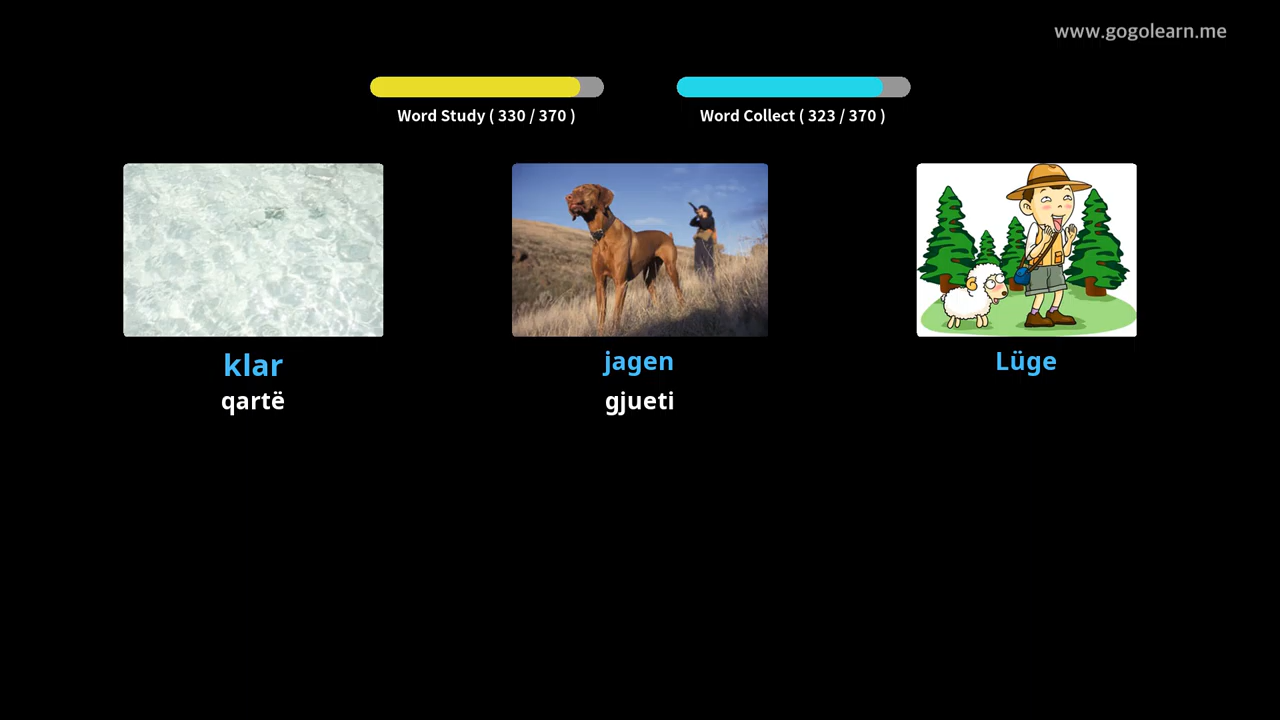 www.gogolearn.me
Word Study ( 330 / 370 )
Word Collect ( 323 / 370 )
klar
jagen
Lüge
qartë
gjueti